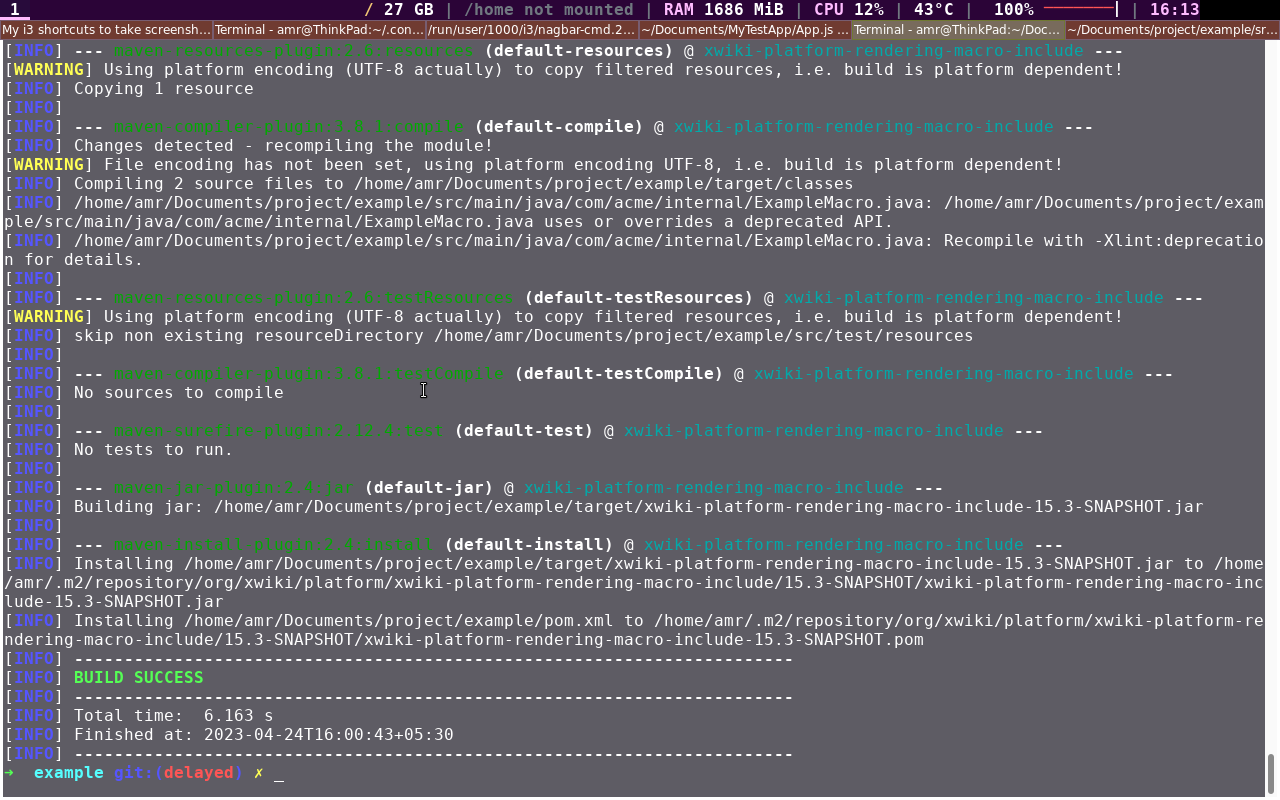 1 / 27 GB | /home not mounted | RAM 1686 MiB | CPU 12% | 43°C | 100% | 16:13
My i3 shortcuts to take screensh... Terminal - amr@ThinkPad:~/.con... /run/user/1000/i3/nagbar-cmd.2... ~/Documents/MyTestApp/App.js ... Terminal - amr@ThinkPad:~/Doc... ~/Documents/project/example/sr...
[INFO] --- maven-resources-plugin:2.6:resources (default-resources) @ xwiki-platform-rendering-macro-include ---
[WARNING] Using platform encoding (UTF-8 actually) to copy filtered resources, i.e. build is platform dependent!
[INFO] Copying 1 resource
[INFO]
[INFO] --- maven-compiler-plugin:3.8.1:compile (default-compile) @ xwiki-platform-rendering-macro-include ---
[INFO] Changes detected - recompiling the module!
[WARNING] File encoding has not been set, using platform encoding UTF-8, i.e. build is platform dependent!
[INFO] Compiling 2 source files to /home/amr/Documents/project/example/target/classes
[INFO] /home/amr/Documents/project/example/src/main/java/com/acme/internal/ExampleMacro.java: /home/amr/Documents/project/exam
ple/src/main/java/com/acme/internal/ExampleMacro.java uses or overrides a deprecated API.
[INFO] /home/amr/Documents/project/example/src/main/java/com/acme/internal/ExampleMacro.java: Recompile with -Xlint:deprecatio
n for details.
[INFO]
[INFO] --- maven-resources-plugin:2.6:testResources (default-testResources) @ xwiki-platform-rendering-macro-include ---
[WARNING] Using platform encoding (UTF-8 actually) to copy filtered resources, i.e. build is platform dependent!
[INFO] skip non existing resourceDirectory /home/amr/Documents/project/example/src/test/resources
[INFO]
[INFO] --- maven-compiler-plugin:3.8.1:testCompile (default-testCompile) @ xwiki-platform-rendering-macro-include ---
[INFO] No sources to compile
[INFO]
[INFO] --- maven-surefire-plugin:2.12.4:test (default-test) @ xwiki-platform-rendering-macro-include ---
[INFO] No tests to run.
[INFO]
[INFO] --- maven-jar-plugin:2.4:jar (default-jar) @ xwiki-platform-rendering-macro-include ---
[INFO] Building jar: /home/amr/Documents/project/example/target/xwiki-platform-rendering-macro-include-15.3-SNAPSHOT.jar
[INFO]
[INFO] --- maven-install-plugin:2.4:install (default-install) @ xwiki-platform-rendering-macro-include ---
[INFO] Installing /home/amr/Documents/project/example/target/xwiki-platform-rendering-macro-include-15.3-SNAPSHOT.jar to /home
/amr/.m2/repository/org/xwiki/platform/xwiki-platform-rendering-macro-include/15.3-SNAPSHOT/xwiki-platform-rendering-macro-inc
lude-15.3-SNAPSHOT.jar
[INFO] Installing /home/amr/Documents/project/example/pom.xml to /home/amr/.m2/repository/org/xwiki/platform/xwiki-platform-re
ndering-macro-include/15.3-SNAPSHOT/xwiki-platform-rendering-macro-include-15.3-SNAPSHOT.pom
[INFO] ------------------------------------------------------------------------
[INFO] BUILD SUCCESS
[INFO] ------------------------------------------------------------------------
[INFO] Total time:  6.163 s
[INFO] Finished at: 2023-04-24T16:00:43+05:30
[INFO] ------------------------------------------------------------------------
➜  example git:(delayed) ✗ _